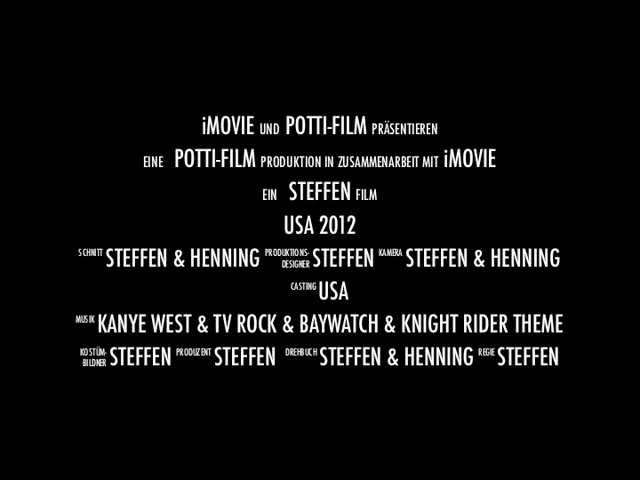 iMOVIE UND POTTI-FILM PRÄSENTIEREN
EINE POTTI-FILM PRODUKTION IN ZUSAMMENARBEIT MIT iMOVIE
EIN STEFFEN FILM
USA 2012
SCHNITT STEFFEN & HENNING PRODUKTIONS-DESIGNER STEFFEN KAMERA STEFFEN & HENNING
CASTING USA
MUSIK KANYE WEST & TV ROCK & BAYWATCH & KNIGHT RIDER THEME
KOSTÜM-BILDNER STEFFEN PRODUZENT STEFFEN DREHBUCH STEFFEN & HENNING REGIE STEFFEN